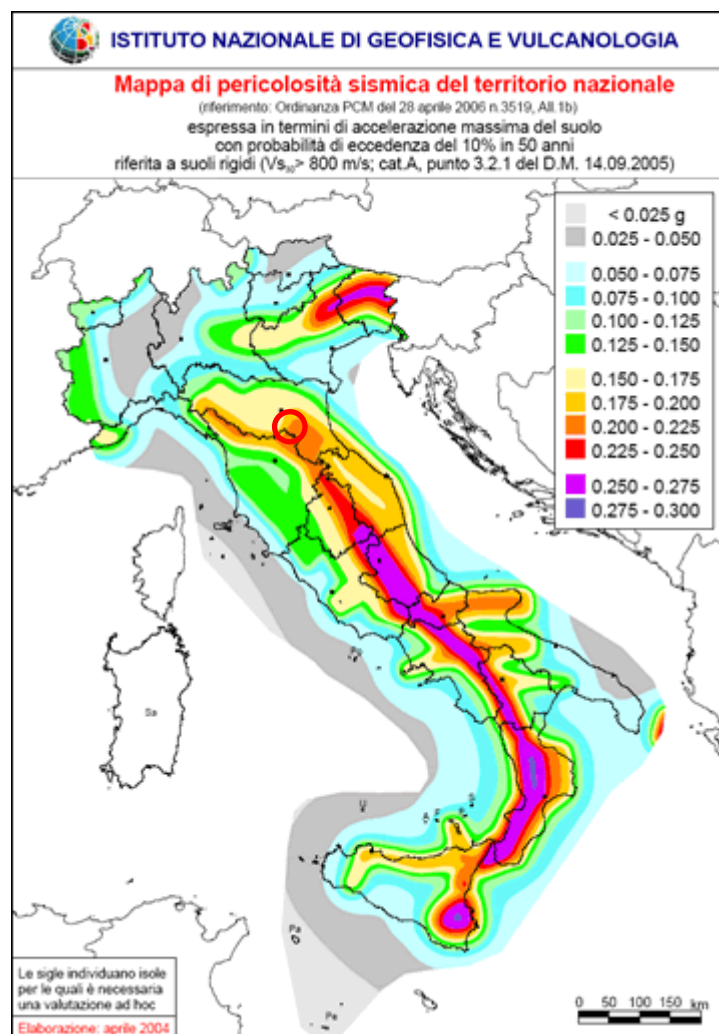 ISTITUTO NAZIONALE DI GEOFISICA E VULCANOLOGIA
Mappa di pericolosità sismica del territorio nazionale
(riferimento: Ordinanza PCM del 28 aprile 2006 n.3519, All.1b)
espressa in termini di accelerazione massima del suolo
con probabilità di eccedenza del 10% in 50 anni
riferita a suoli rigidi (Vs30> 800 m/s; cat.A, punto 3.2.1 del D.M. 14.09.2005)
< 0.025 g
0.025 - 0.050
0.050 - 0.075
0.075 - 0.100
0.100 - 0.125
0.125 - 0.150
0.150 - 0.175
0.175 - 0.200
0.200 - 0.225
0.225 - 0.250
0.250 - 0.275
0.275 - 0.300
Sa
U
A
F
S
Pa
Pe
Le sigle individuano isole
per le quali è necessaria
una valutazione ad hoc
Elaborazione: aprile 2004
0 50 100 150 200
km